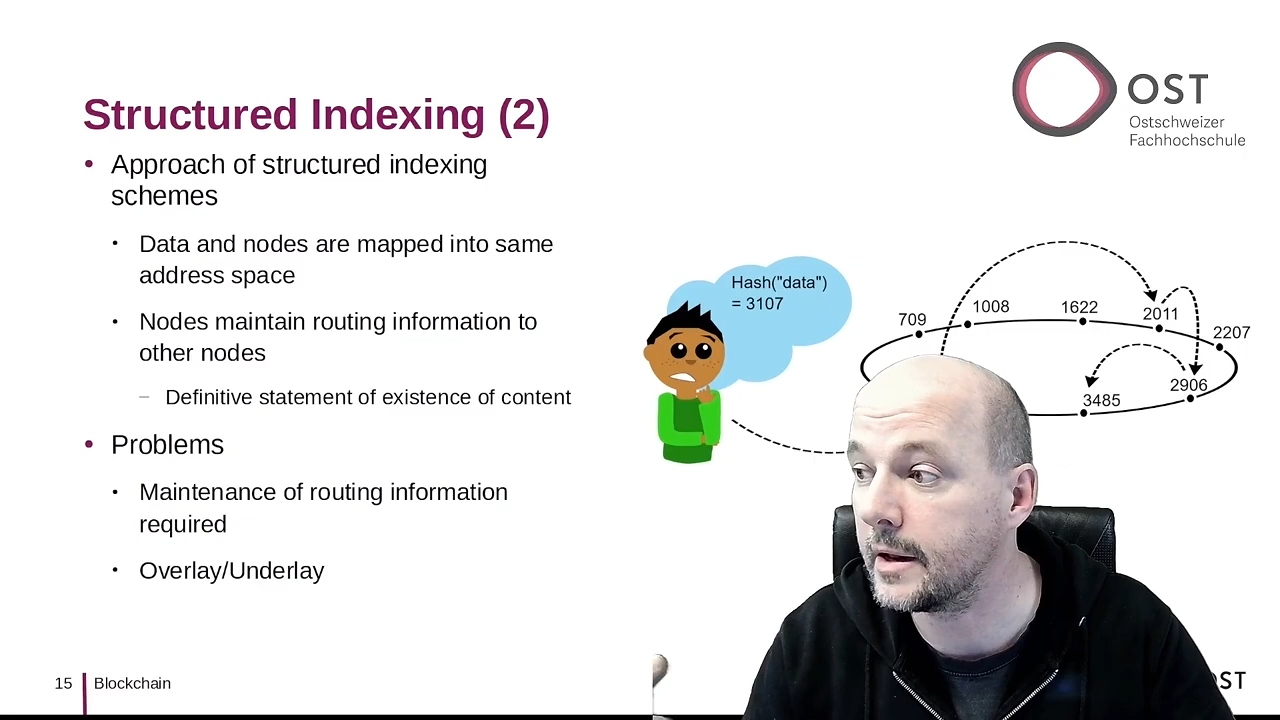 OST
Ostschweizer
Fachhochschule
Structured Indexing (2)
• Approach of structured indexing
schemes
• Data and nodes are mapped into same
address space
• Nodes maintain routing information to
other nodes
– Definitive statement of existence of content
• Problems
• Maintenance of routing information
required
• Overlay/Underlay
Hash("data")
= 3107
709
1008
1622
2011
2207
2906
3485
15
Blockchain
ST